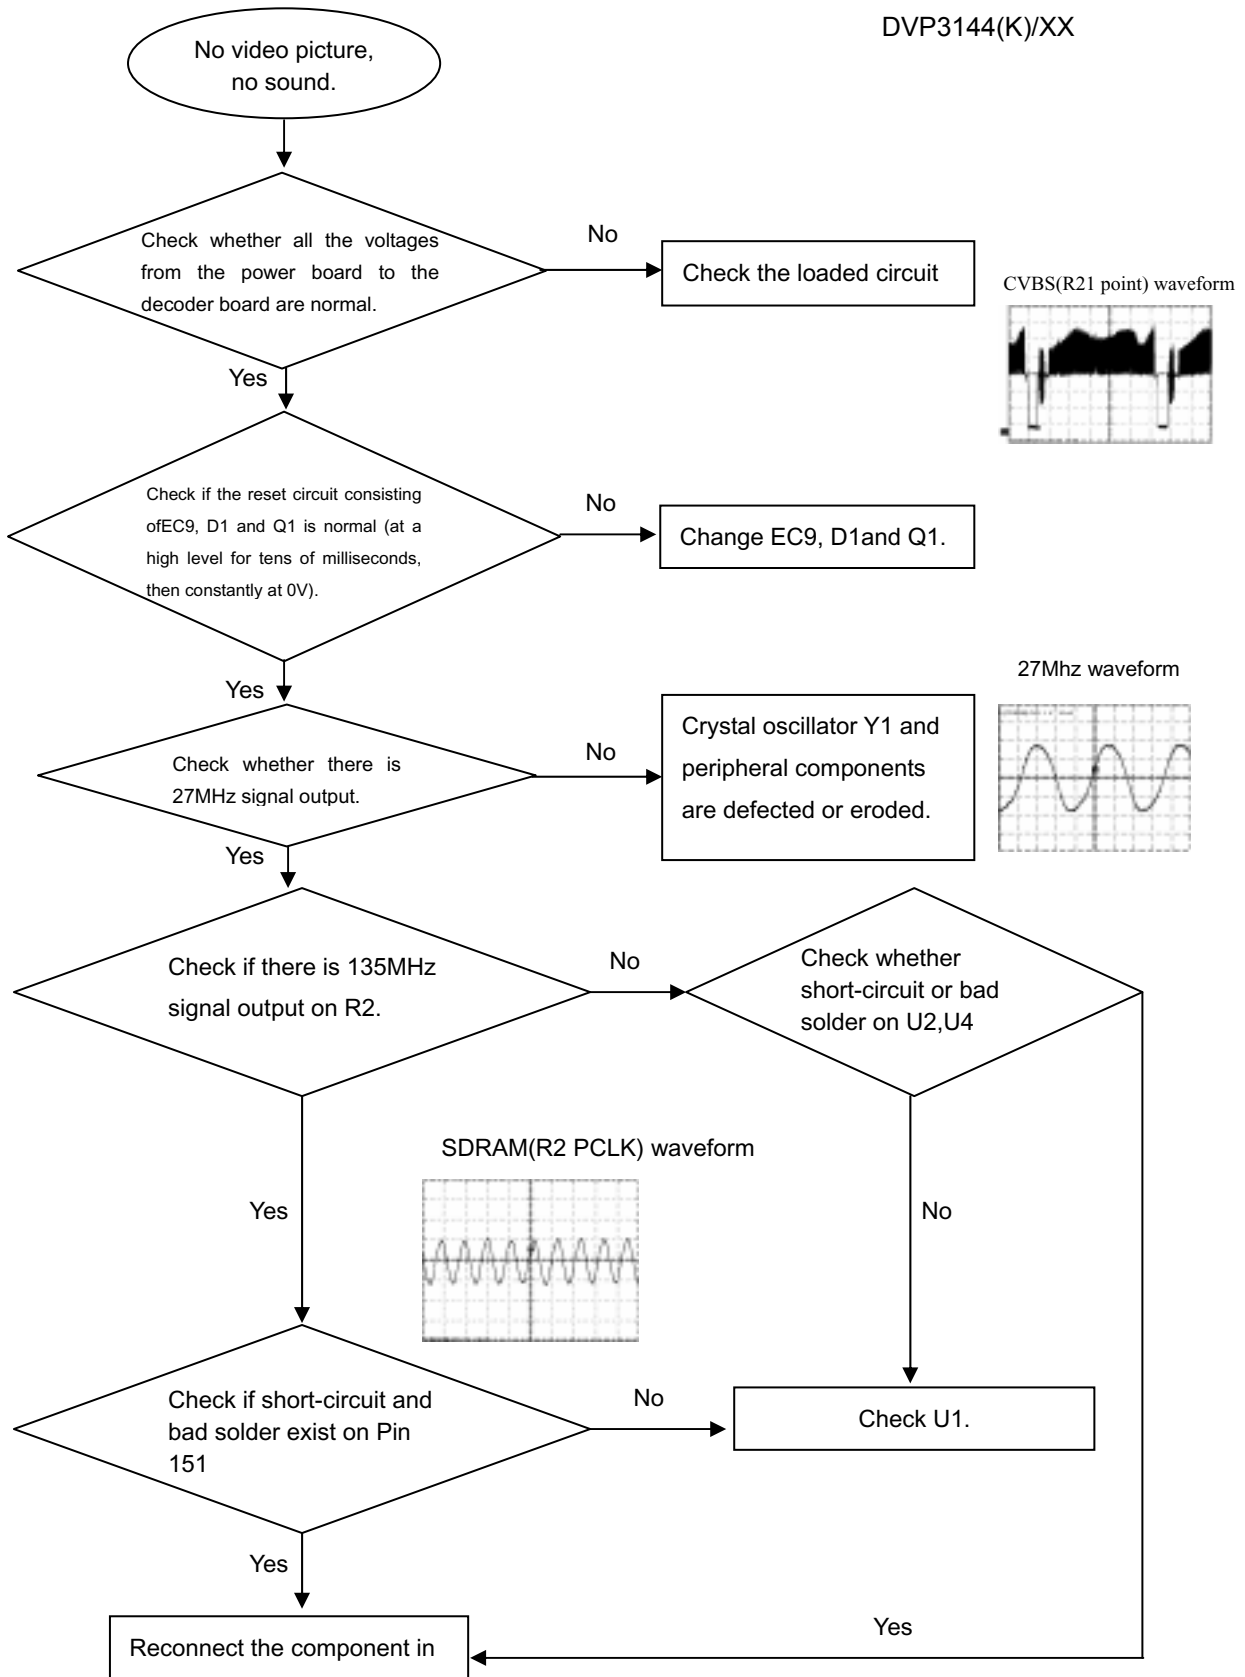 DVP3144(K)/XX
No video picture,
no sound.
Check whether all the voltages
from the power board to the
decoder board are normal.
No
Check the loaded circuit
CVBS(R21 point) waveform
Yes
Check if the reset circuit consisting
ofEC9, D1 and Q1 is normal (at a
high level for tens of milliseconds,
then constantly at 0V).
No
Change EC9, D1and Q1.
Yes
27Mhz waveform
Check whether there is
27MHz signal output.
No
Crystal oscillator Y1 and
peripheral components
are defected or eroded.
Yes
Check if there is 135MHz
signal output on R2.
No
Check whether
short-circuit or bad
solder on U2,U4
SDRAM(R2 PCLK) waveform
Yes
No
Check if short-circuit and
bad solder exist on Pin
151
No
Check U1.
Yes
Yes
Reconnect the component in